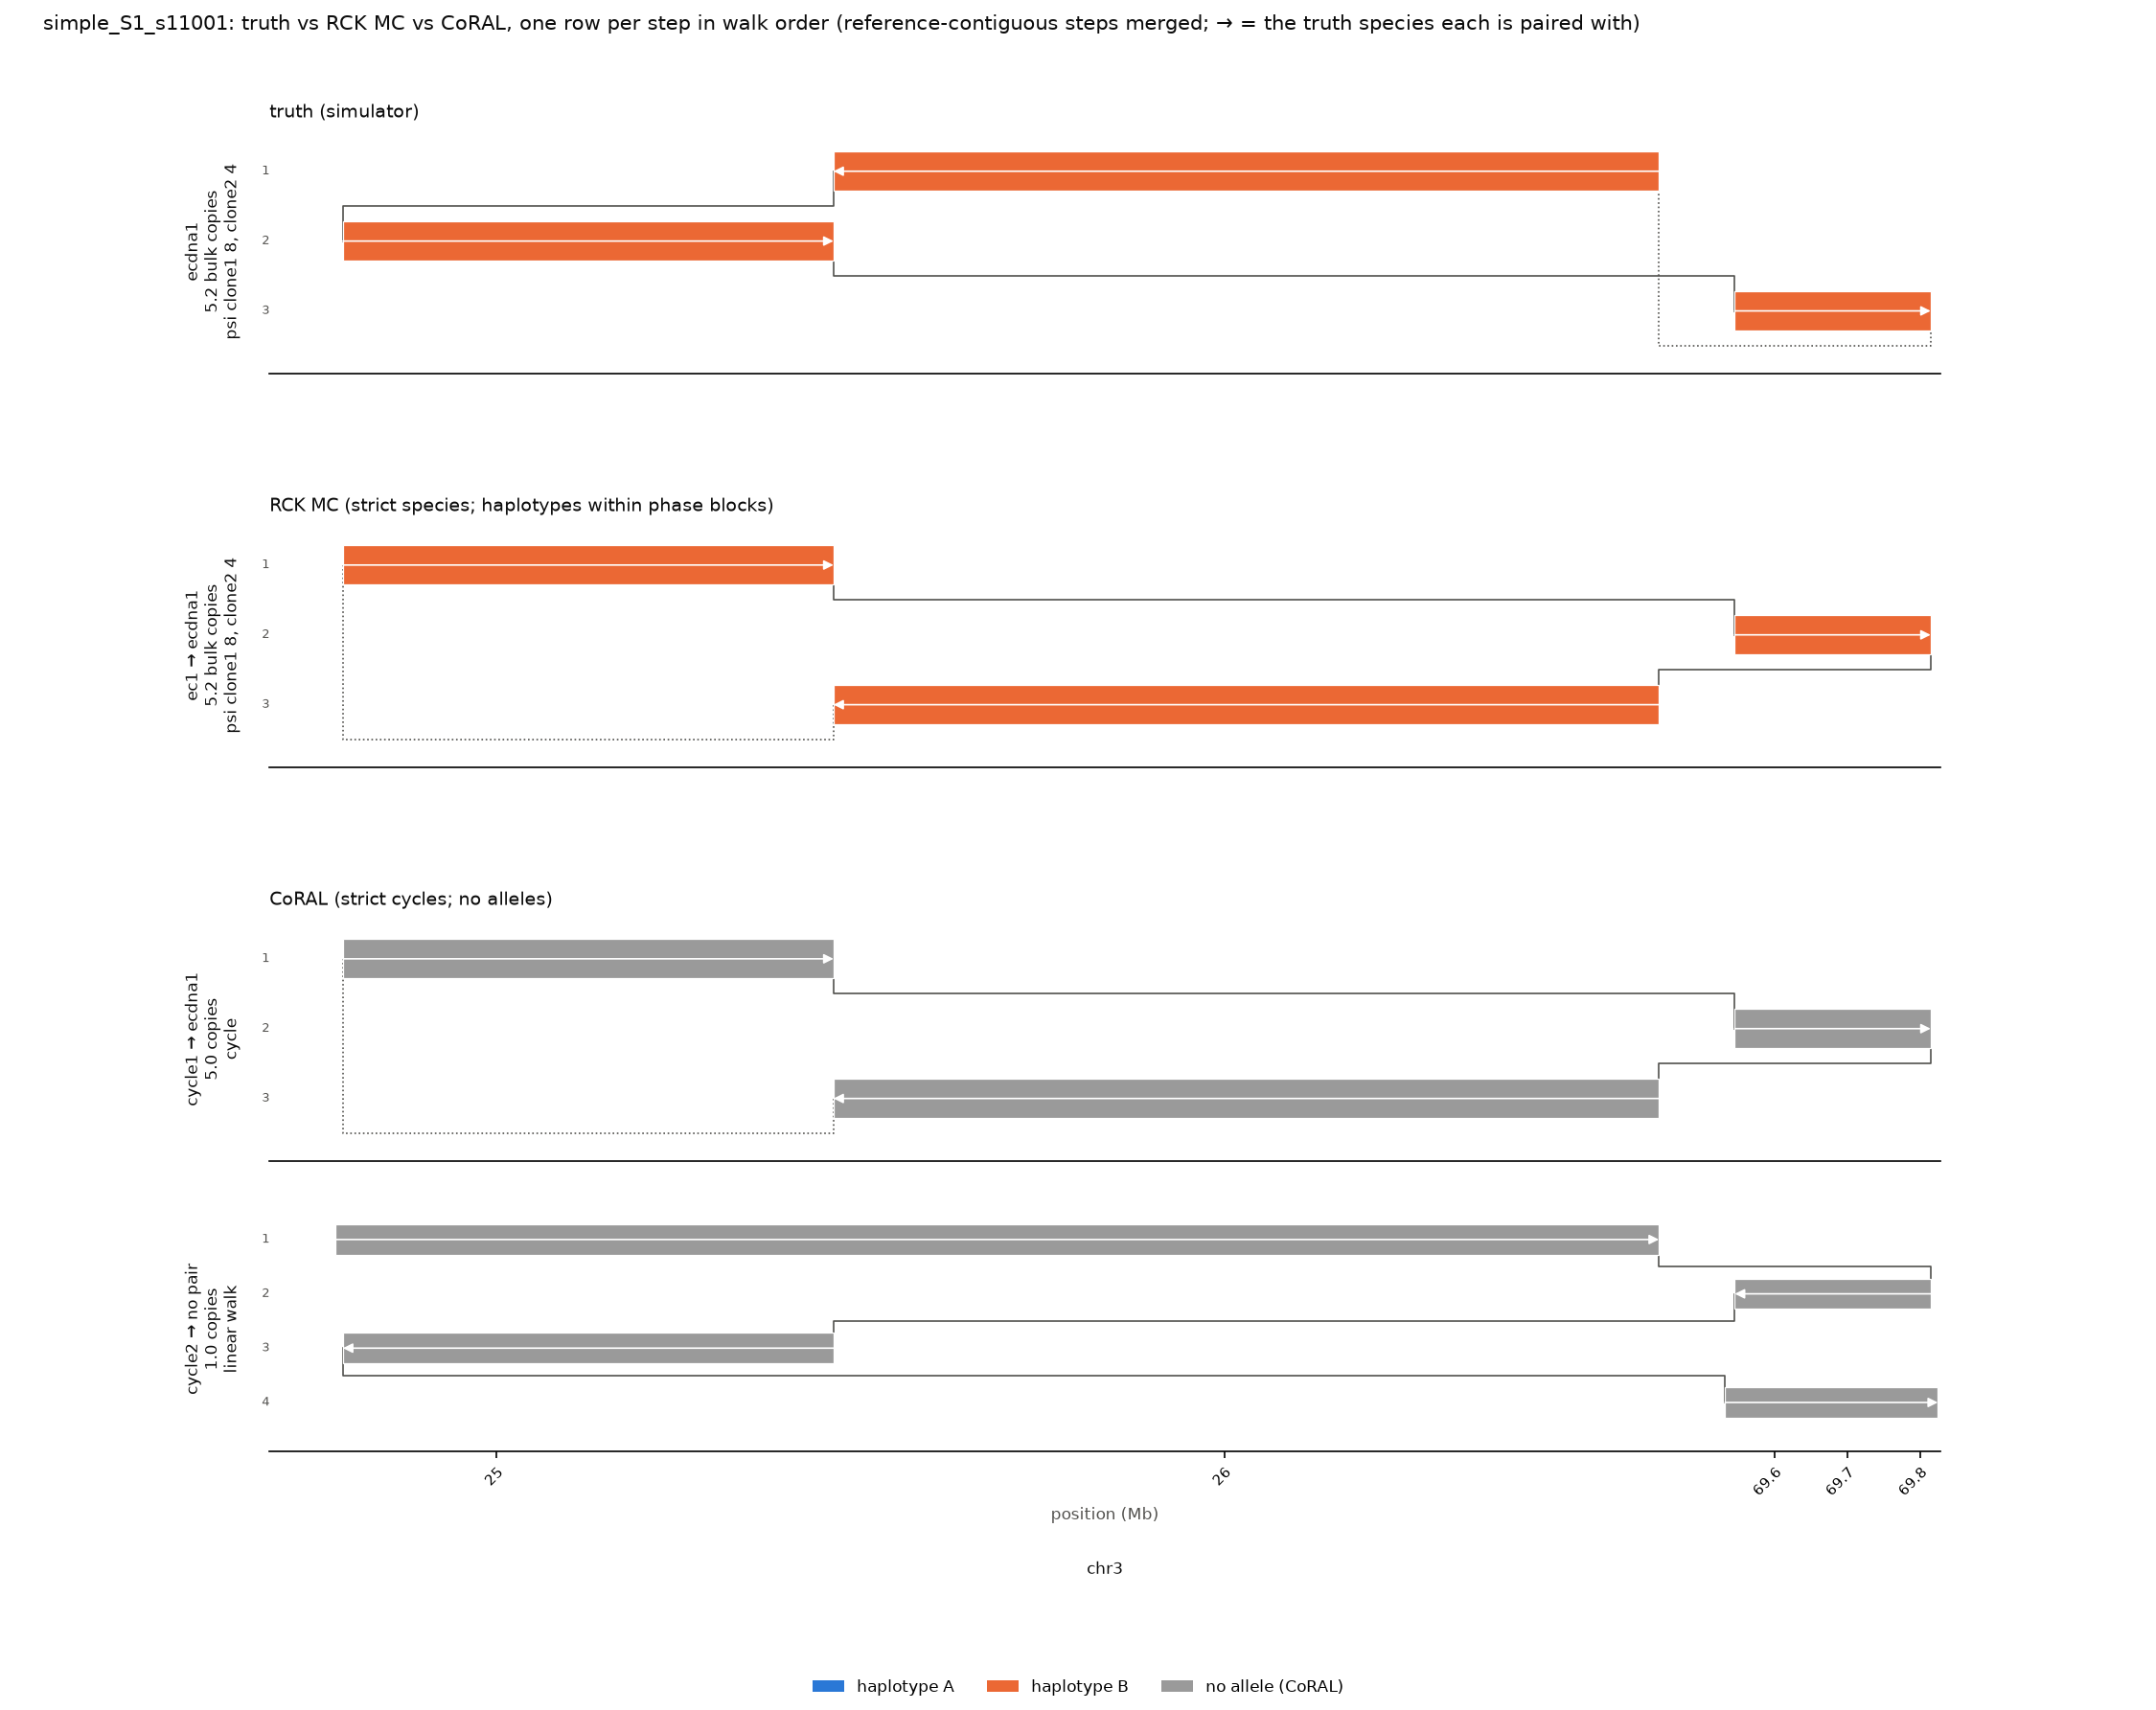 simple_S1_s11001: truth vs RCK MC vs CoRAL, one row per step in walk order (reference-contiguous steps merged; → = the truth species each is paired with)
truth (simulator)
ecdna1
5.2 bulk copies
psi clone1 8, clone2 4
1
2
3
RCK MC (strict species; haplotypes within phase blocks)
ec1 → ecdna1
5.2 bulk copies
psi clone1 8, clone2 4
1
2
3
CoRAL (strict cycles; no alleles)
cycle1 → ecdna1
5.0 copies
cycle
1
2
3
cycle2 → no pair
1.0 copies
linear walk
1
2
3
4
25
26
69.6
69.7
69.8
position (Mb)
chr3
haplotype A
haplotype B
no allele (CoRAL)